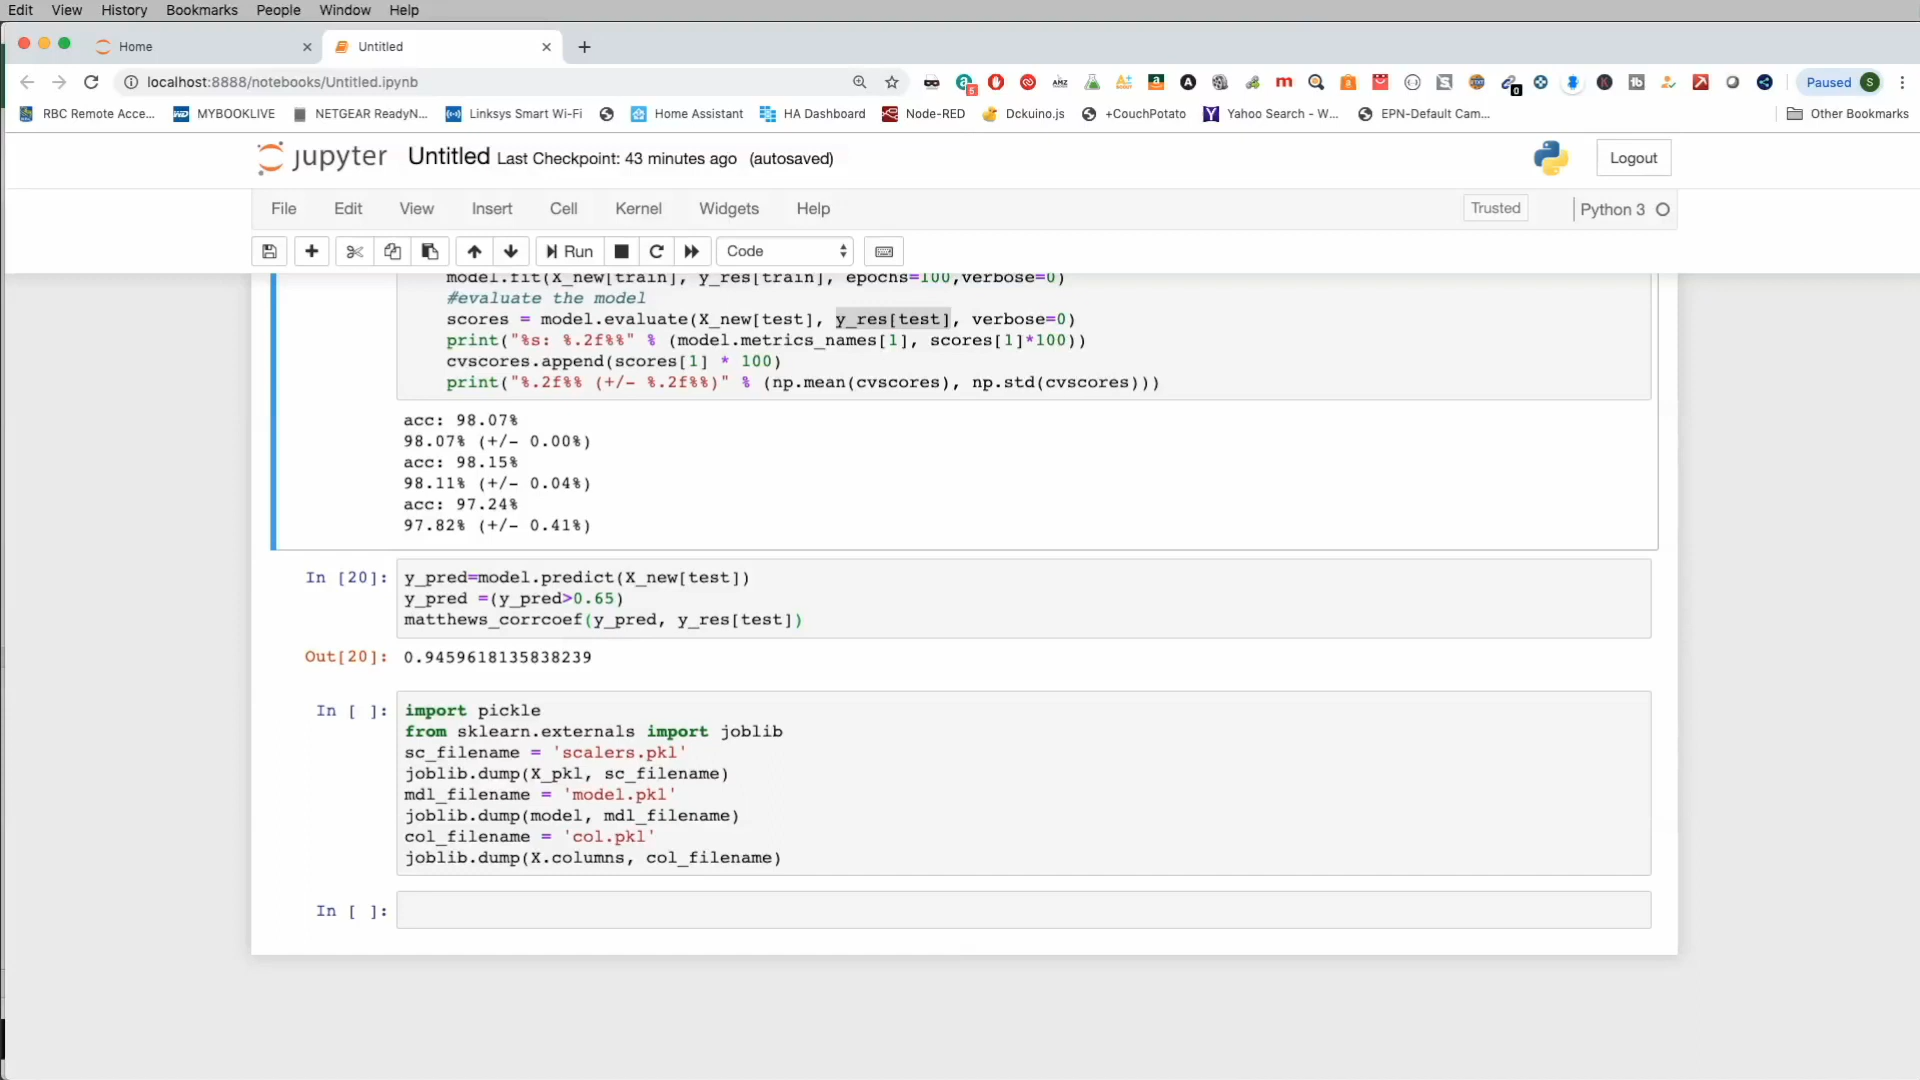 Edit View History Bookmarks People Window Help
Home
Untitled
localhost:8888/notebooks/Untitled.ipynb
Paused S
RBC Remote Acce... MYBOOKLIVE NETGEAR ReadyN... Linksys Smart Wi-Fi Home Assistant HA Dashboard Node-RED Dckuino.js +CouchPotato Yahoo Search - W... EPN-Default Cam... Other Bookmarks
jupyter Untitled Last Checkpoint: 43 minutes ago (autosaved)
Logout
File Edit View Insert Cell Kernel Widgets Help
Trusted
Python 3
Run
Code
model.fit(X_new[train], y_res[train], epochs=100,verbose=0)
#evaluate the model
scores = model.evaluate(X_new[test], y_res[test], verbose=0)
print("%s: %.2f%%" % (model.metrics_names[1], scores[1]*100))
cvscores.append(scores[1] * 100)
print("%.2f%% (+/- %.2f%%)" % (np.mean(cvscores), np.std(cvscores)))
acc: 98.07%
98.07% (+/- 0.00%)
acc: 98.15%
98.11% (+/- 0.04%)
acc: 97.24%
97.82% (+/- 0.41%)
In [20]:
y_pred=model.predict(X_new[test])
y_pred =(y_pred>0.65)
matthews_corrcoef(y_pred, y_res[test])
Out[20]: 0.9459618135838239
In [ ]:
import pickle
from sklearn.externals import joblib
sc_filename = 'scalers.pkl'
joblib.dump(X_pkl, sc_filename)
mdl_filename = 'model.pkl'
joblib.dump(model, mdl_filename)
col_filename = 'col.pkl'
joblib.dump(X.columns, col_filename)
In [ ]: